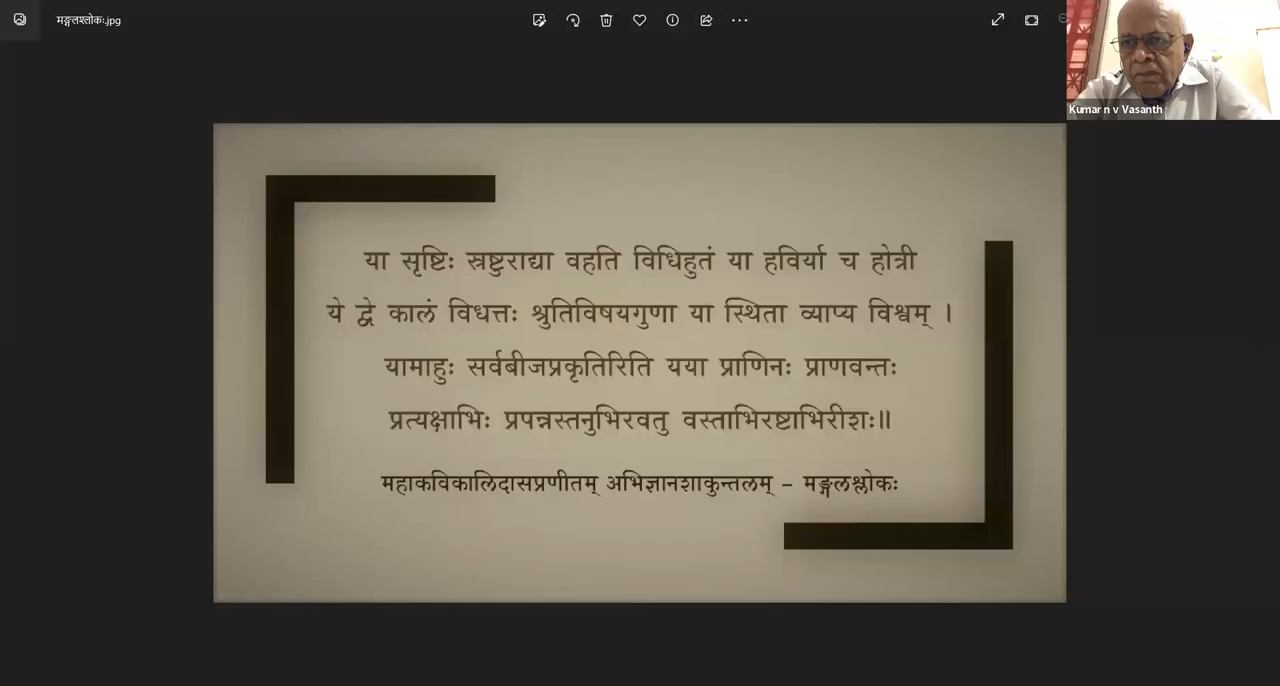 मङ्गलश्लोकः.jpg
Kumar n v Vasanth
या सृष्टिः स्रष्टुराद्या वहति विधिहुतं या हविर्या च होत्री
ये द्वे कालं विधत्तः श्रुतिविषयगुणा या स्थिता व्याप्य विश्वम् ।
यामाहुः सर्वबीजप्रकृतिरिति यया प्राणिनः प्राणवन्तः
प्रत्यक्षाभिः प्रपन्नस्तनुभिरवतु वस्ताभिरष्टाभिरीशः॥
महाकविकालिदासप्रणीतम् अभिज्ञानशाकुन्तलम् – मङ्गलश्लोकः